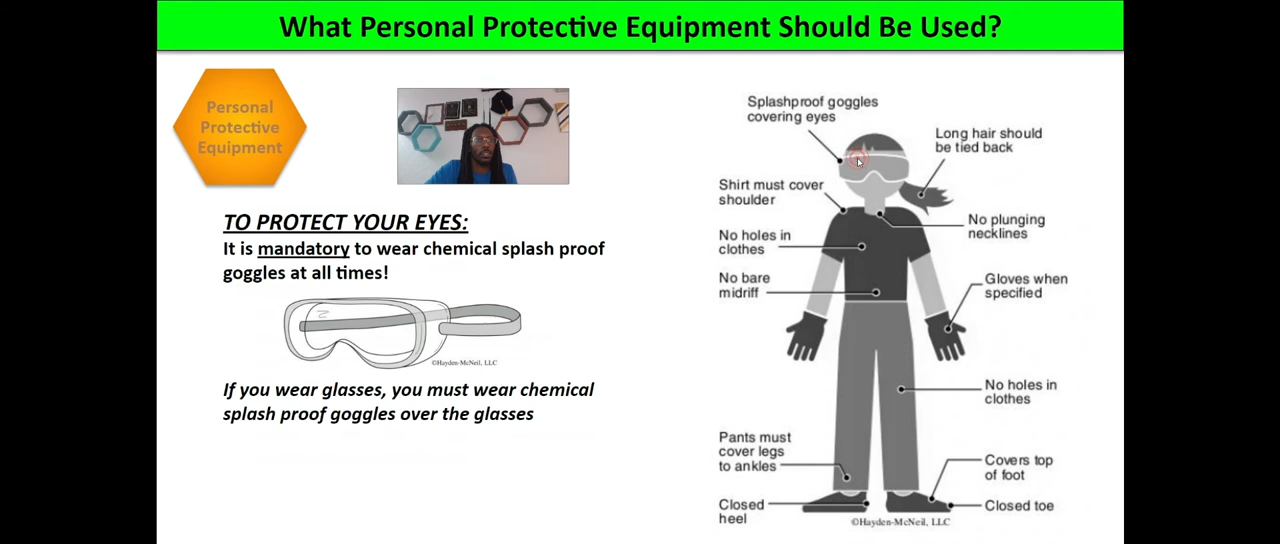 What Personal Protective Equipment Should Be Used?
Personal
Protective
Equipment
TO PROTECT YOUR EYES:
It is mandatory to wear chemical splash proof
goggles at all times!
©Hayden-McNeil, LLC
If you wear glasses, you must wear chemical
splash proof goggles over the glasses
Splashproof goggles
covering eyes
Long hair should
be tied back
Shirt must cover
shoulder
No plunging
necklines
No holes in
clothes
No bare
midriff
Gloves when
specified
No holes in
clothes
Pants must
cover legs
to ankles
Covers top
of foot
Closed
heel
Closed toe
©Hayden-McNeil, LLC